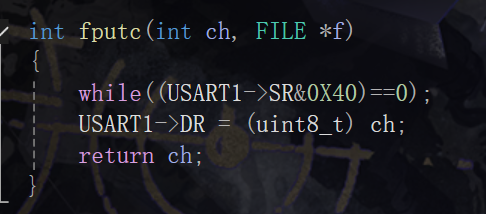 int fputc(int ch, FILE *f)
{
while((USART1->SR&0X40)==0);
USART1->DR = (uint8_t) ch;
return ch;
}